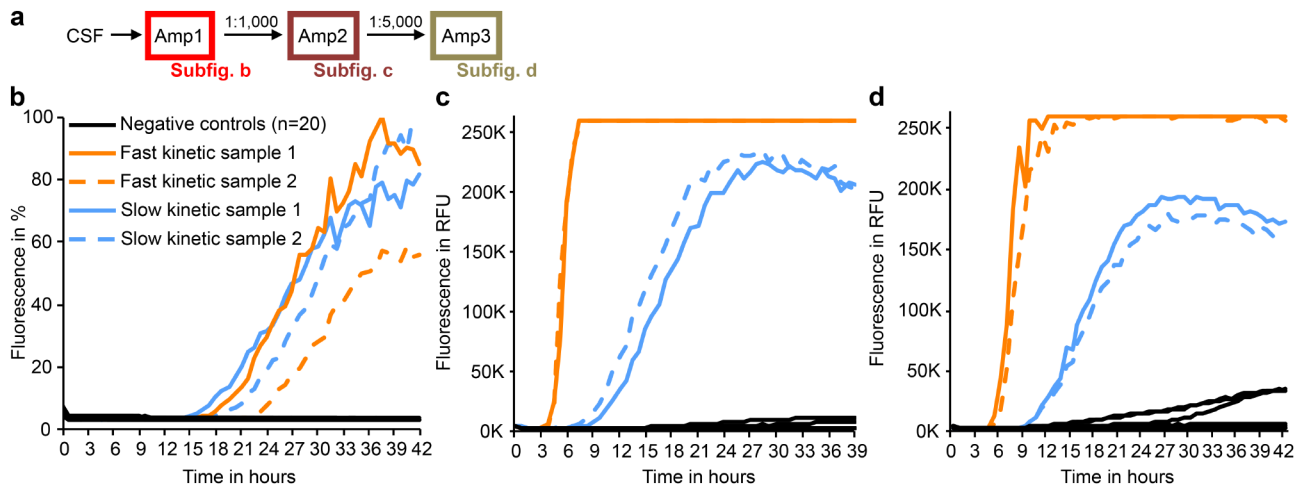 a
CSF
Amp1
1:1,000
Amp2
1:5,000
Amp3
Subfig. b
Subfig. c
Subfig. d
b
Fluorescence in %
100
80
60
40
20
0
Negative controls (n=20)
Fast kinetic sample 1
Fast kinetic sample 2
Slow kinetic sample 1
Slow kinetic sample 2
0 3 6 9 12 15 18 21 24 27 30 33 36 39 42
Time in hours
c
Fluorescence in RFU
250K
200K
150K
100K
50K
0K
0 3 6 9 12 15 18 21 24 27 30 33 36 39
Time in hours
d
Fluorescence in RFU
250K
200K
150K
100K
50K
0K
0 3 6 9 12 15 18 21 24 27 30 33 36 39 42
Time in hours